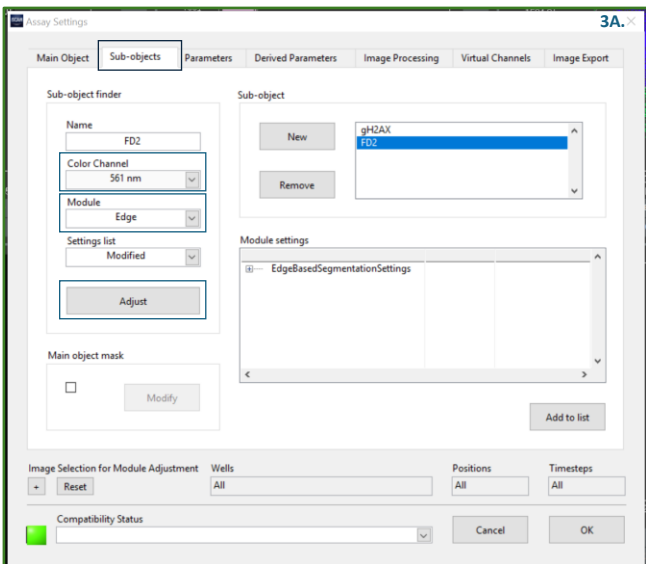 Assay Settings
3A.
Main Object
Sub-objects
Parameters
Derived Parameters
Image Processing
Virtual Channels
Image Export
Sub-object finder
Name
FD2
Color Channel
561 nm
Module
Edge
Settings list
Modified
Adjust
Sub-object
New
Remove
gH2AX
FD2
Module settings
EdgeBasedSegmentationSettings
Main object mask
Modify
Add to list
Image Selection for Module Adjustment
+
Reset
Wells
All
Positions
All
Timesteps
All
Compatibility Status
Cancel
OK